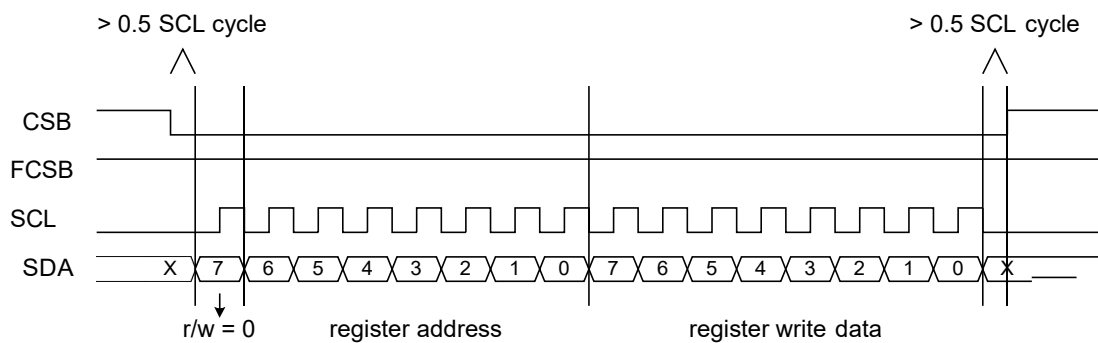 > 0.5 SCL cycle > 0.5 SCL cycle
CSB
FCSB
SCL
SDA X 7 6 5 4 3 2 1 0 7 6 5 4 3 2 1 0 X
r/w = 0 register address register write data